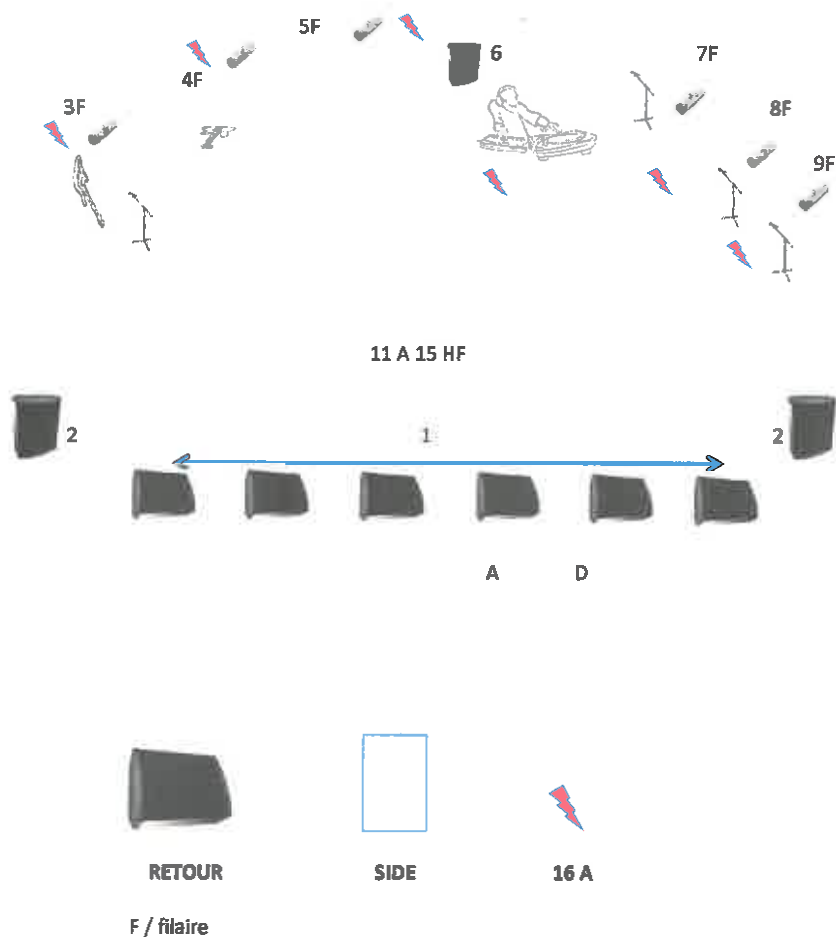 5F
6
7F
4F
3F
8F
9F
11 A 15 HF
2 1 2
A D
RETOUR SIDE 16 A
F / filaire